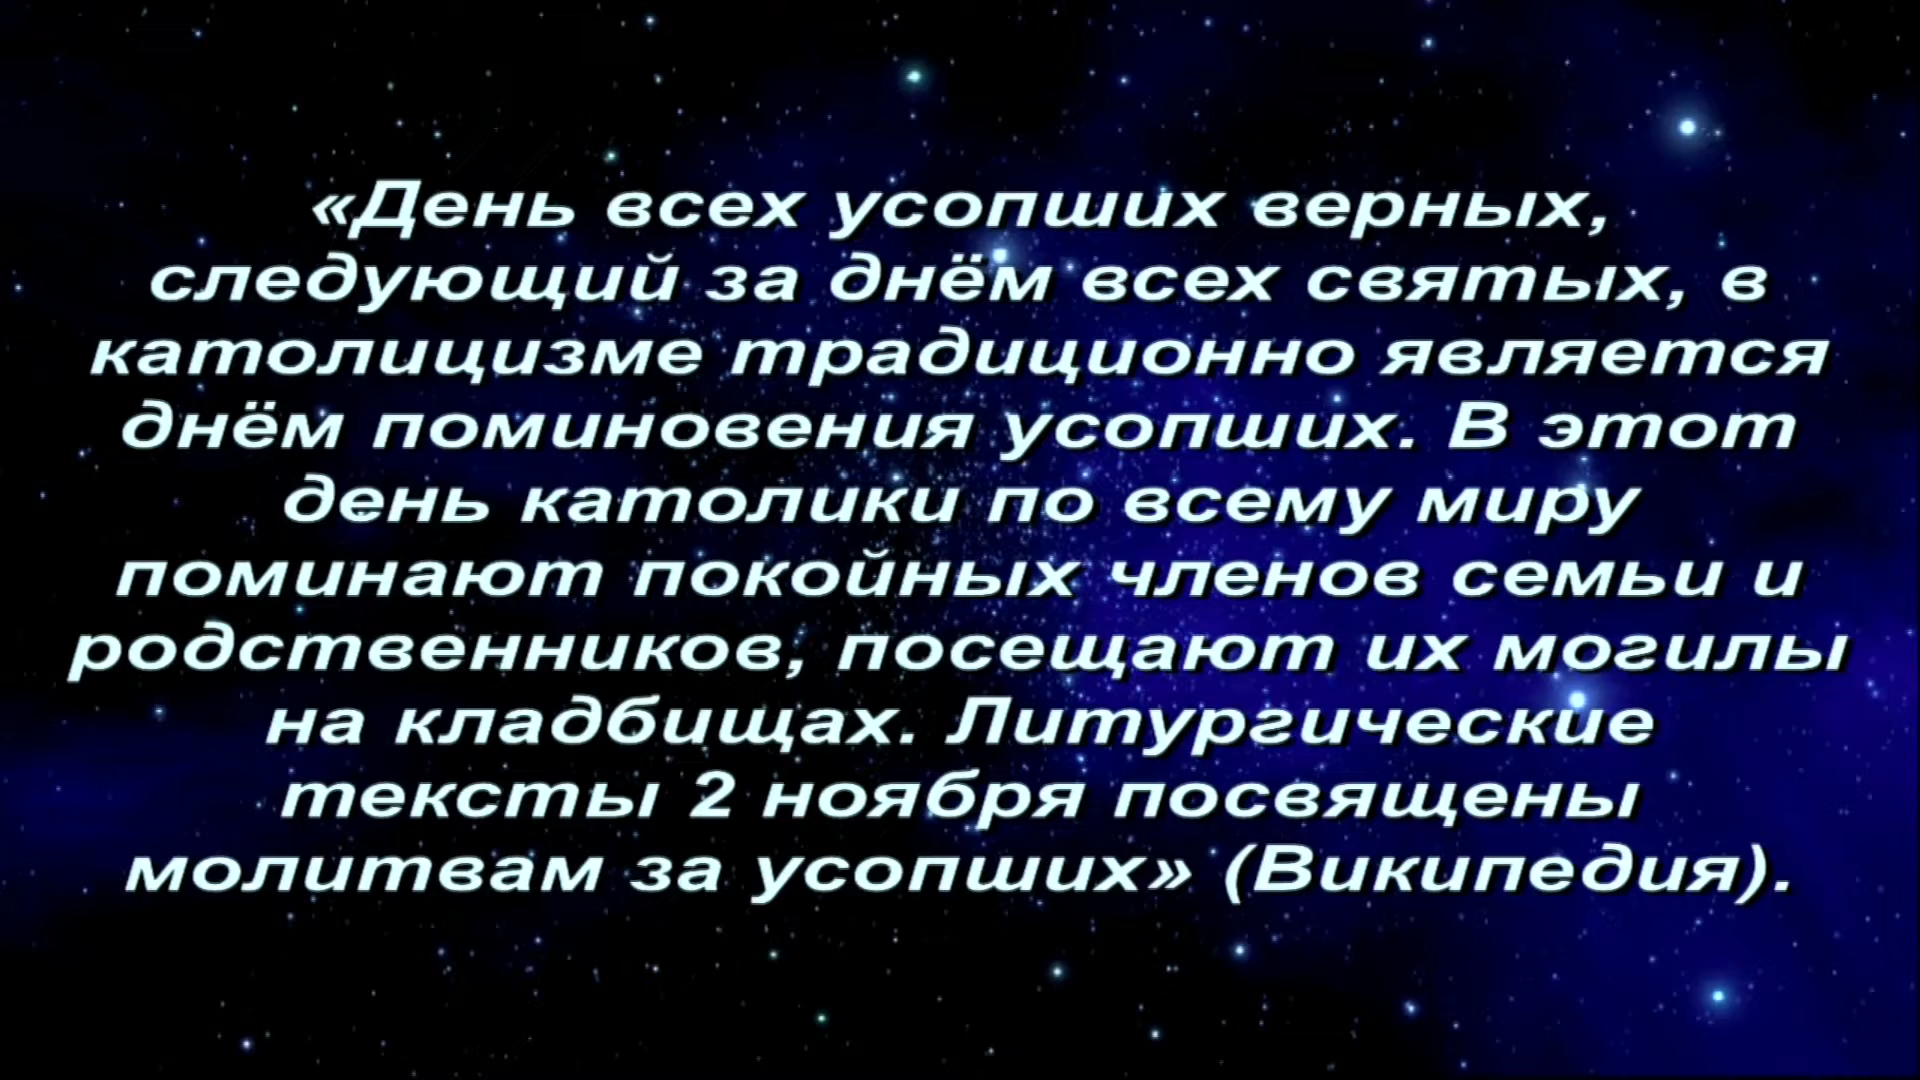 «День всех усопших верных,
следующий за днём всех святых, в
католицизме традиционно является
днём поминовения усопших. В этот
день католики по всему миру
поминают покойных членов семьи и
родственников, посещают их могилы
на кладбищах. Литургические
тексты 2 ноября посвящены
молитвам за усопших» (Википедия).